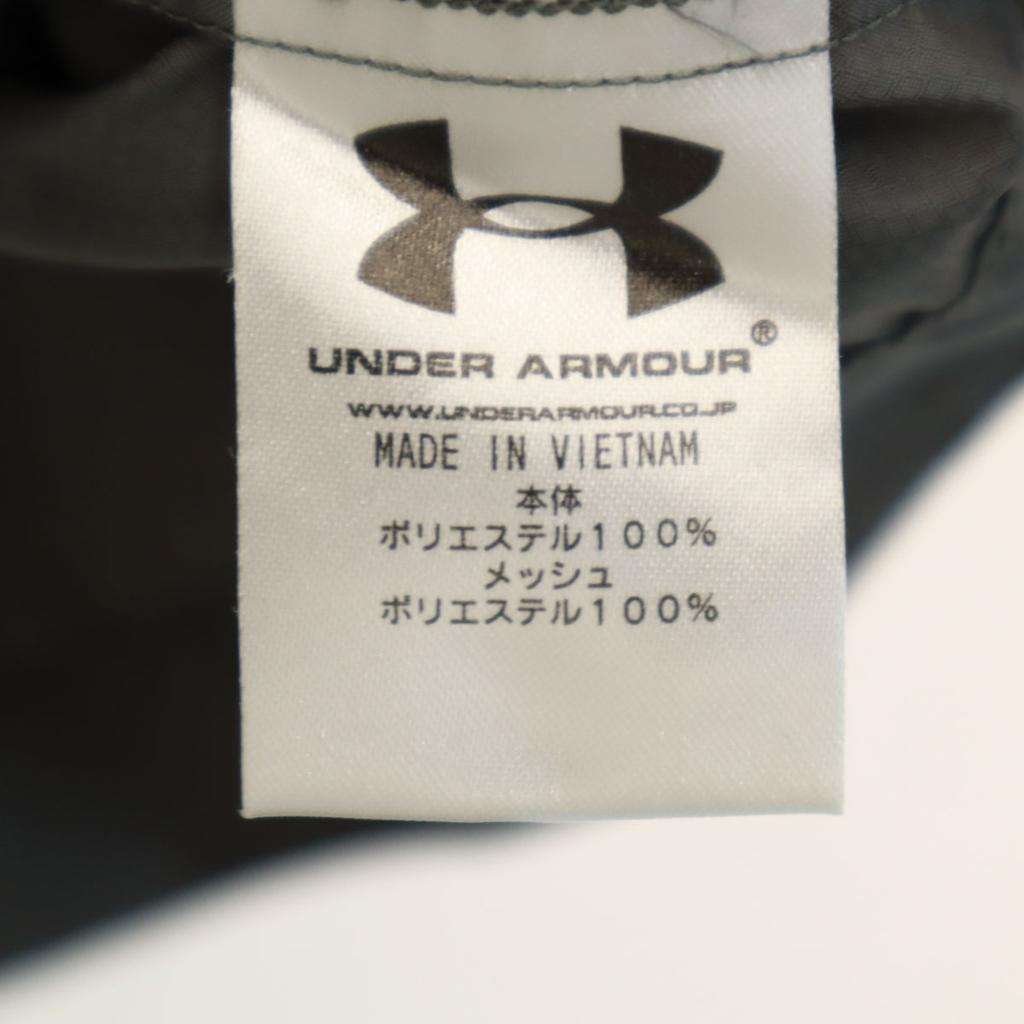 UNDER ARMOUR®
WWW.UNDERARMOUR.CO.JP
MADE IN VIETNAM
本体
ポリエステル100%
メッシュ
ポリエステル100%